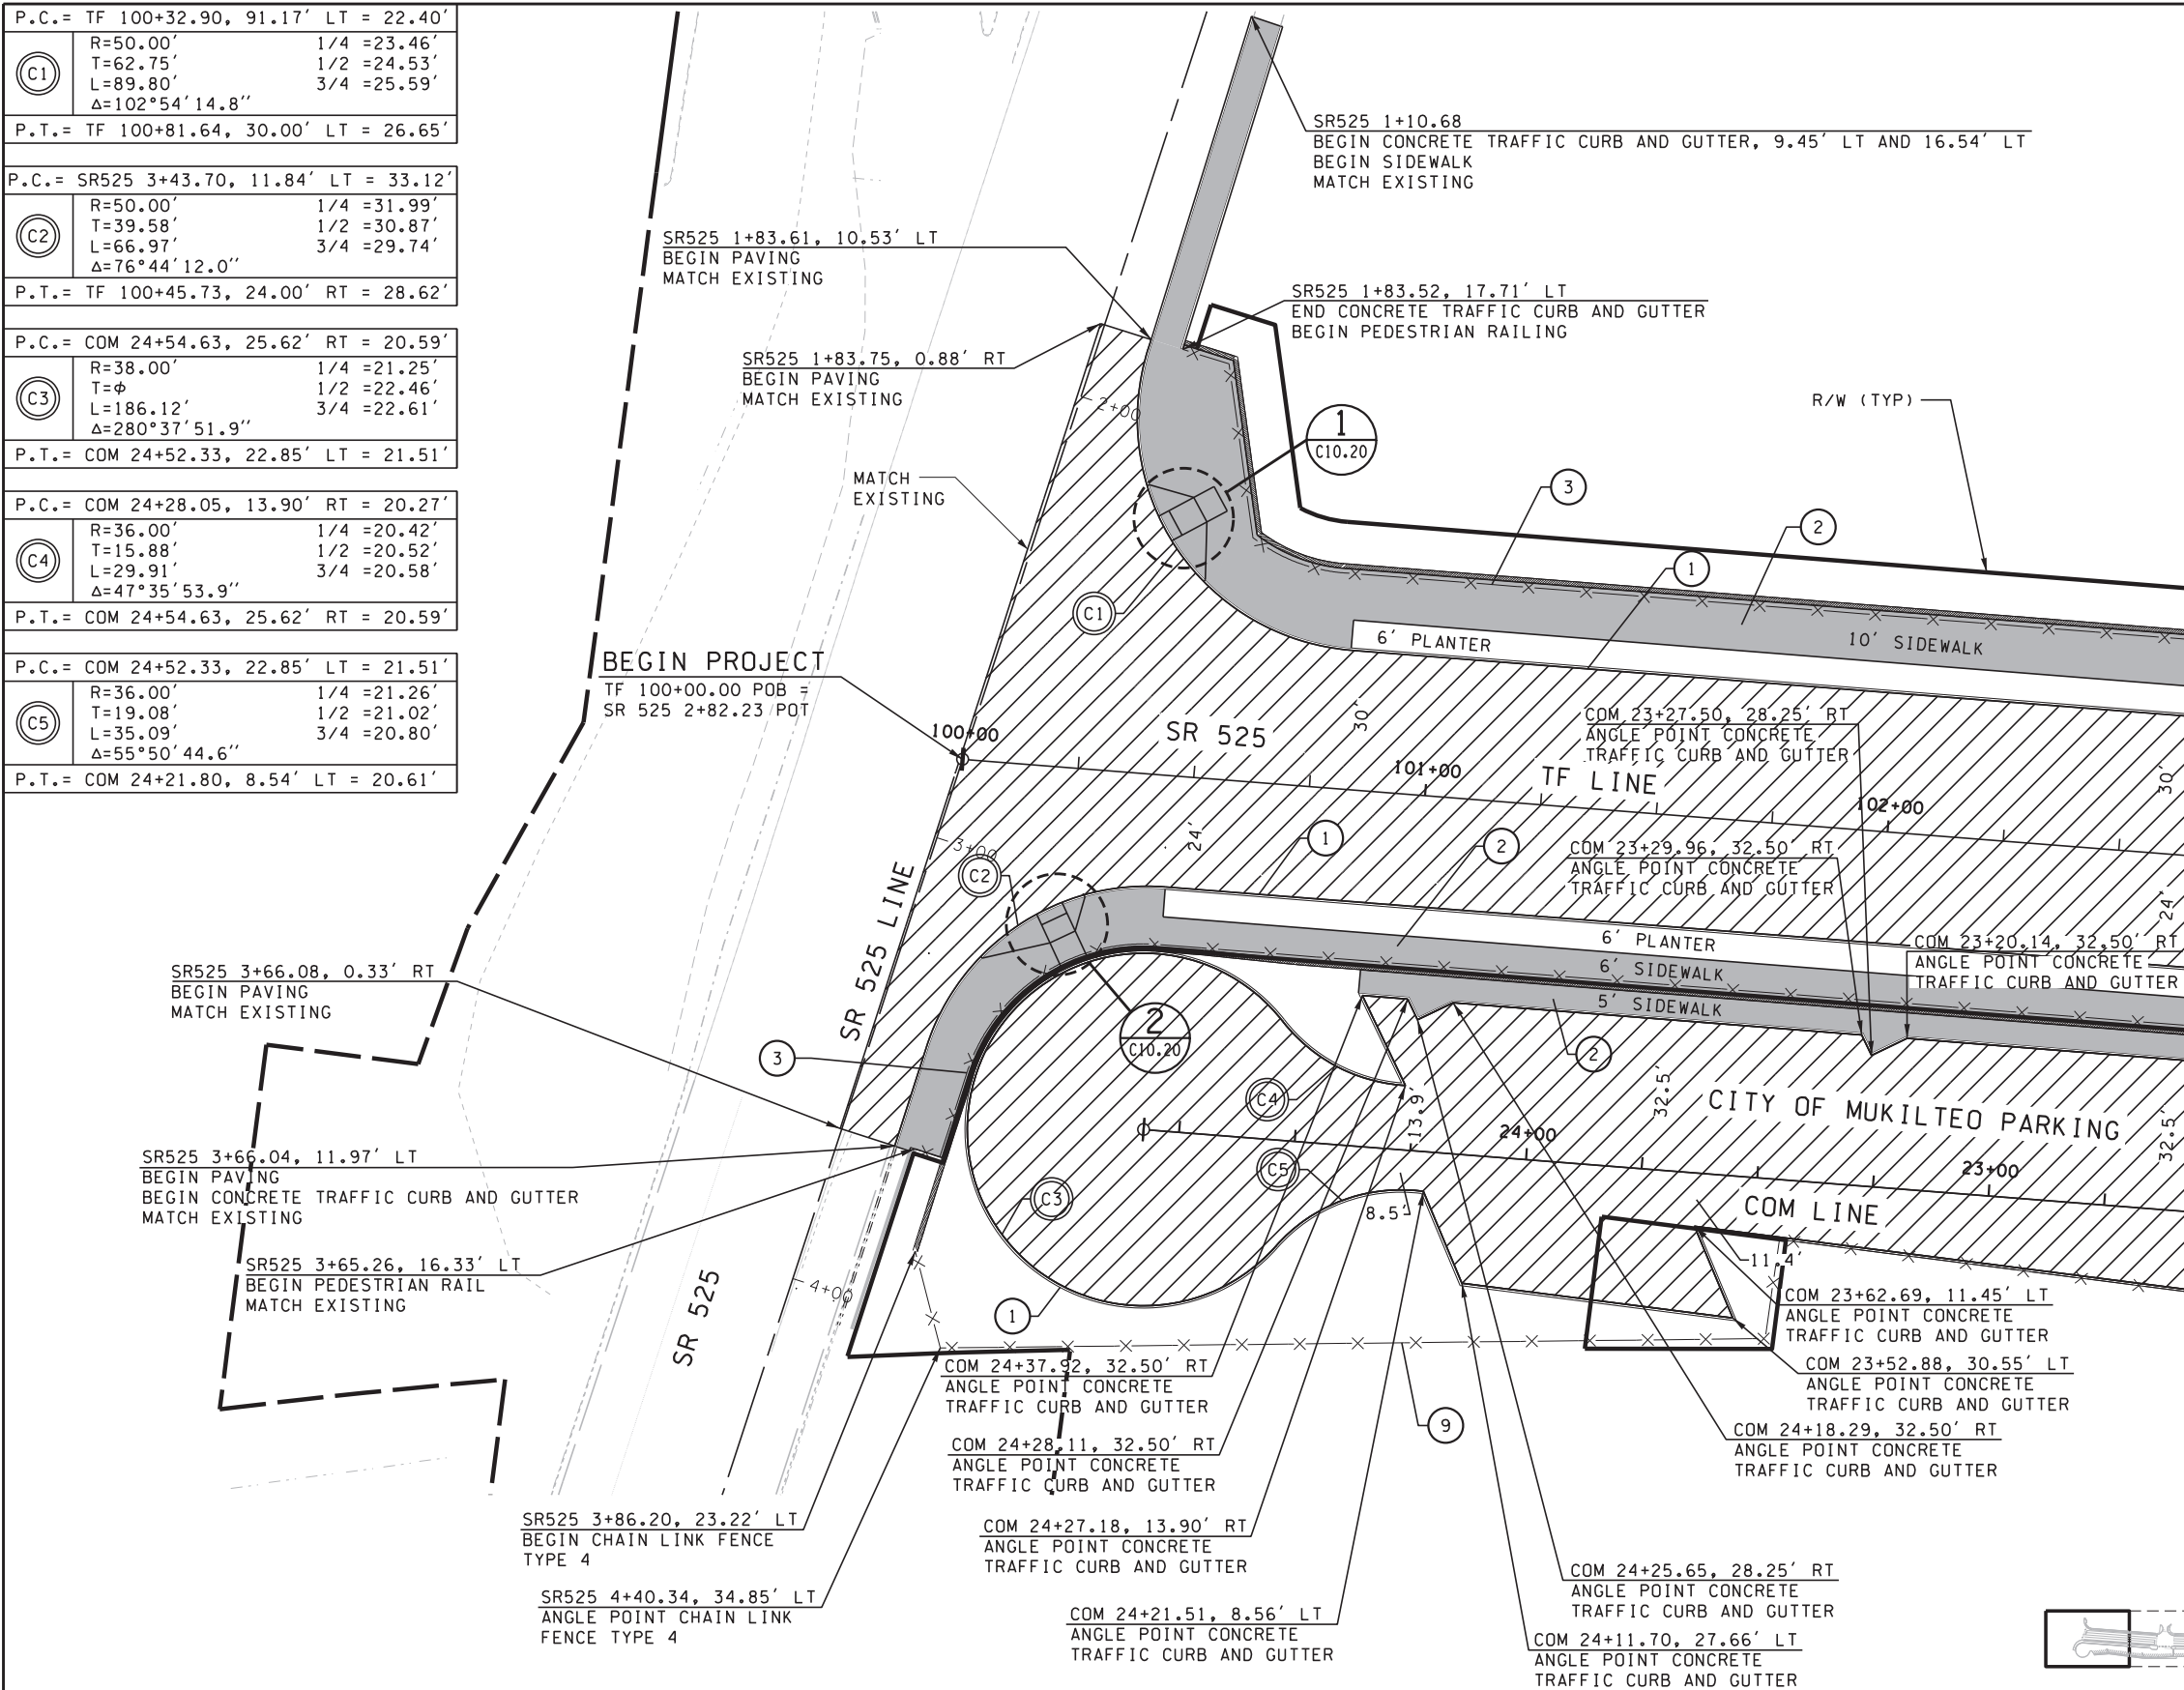 P.C.= TF 100+32.90, 91.17' LT = 22.40'
C1
R=50.00' 1/4 =23.46'
T=62.75' 1/2 =24.53'
L=89.80' 3/4 =25.59'
Δ=102°54'14.8''
P.T.= TF 100+81.64, 30.00' LT = 26.65'
P.C.= SR525 3+43.70, 11.84' LT = 33.12'
C2
R=50.00' 1/4 =31.99'
T=39.58' 1/2 =30.87'
L=66.97' 3/4 =29.74'
Δ=76°44'12.0''
P.T.= TF 100+45.73, 24.00' RT = 28.62'
P.C.= COM 24+54.63, 25.62' RT = 20.59'
C3
R=38.00' 1/4 =21.25'
T=ϕ 1/2 =22.46'
L=186.12' 3/4 =22.61'
Δ=280°37'51.9''
P.T.= COM 24+52.33, 22.85' LT = 21.51'
P.C.= COM 24+28.05, 13.90' RT = 20.27'
C4
R=36.00' 1/4 =20.42'
T=15.88' 1/2 =20.52'
L=29.91' 3/4 =20.58'
Δ=47°35'53.9''
P.T.= COM 24+54.63, 25.62' RT = 20.59'
P.C.= COM 24+52.33, 22.85' LT = 21.51'
C5
R=36.00' 1/4 =21.26'
T=19.08' 1/2 =21.02'
L=35.09' 3/4 =20.80'
Δ=55°50'44.6''
P.T.= COM 24+21.80, 8.54' LT = 20.61'
SR525 1+10.68
BEGIN CONCRETE TRAFFIC CURB AND GUTTER, 9.45' LT AND 16.54' LT
BEGIN SIDEWALK
MATCH EXISTING
SR525 1+83.61, 10.53' LT
BEGIN PAVING
MATCH EXISTING
SR525 1+83.52, 17.71' LT
END CONCRETE TRAFFIC CURB AND GUTTER
BEGIN PEDESTRIAN RAILING
SR525 1+83.75, 0.88' RT
BEGIN PAVING
MATCH EXISTING
2+00
R/W (TYP)
1
C10.20
MATCH
EXISTING
3
2
1
C1
6' PLANTER
10' SIDEWALK
BEGIN PROJECT
TF 100+00.00 POB =
SR 525 2+82.23 POT
100+00
SR 525
30'
COM 23+27.50, 28.25' RT
ANGLE POINT CONCRETE
TRAFFIC CURB AND GUTTER
101+00
TF LINE
30'
102+00
3+00
24'
1
2
COM 23+29.96, 32.50' RT
ANGLE POINT CONCRETE
TRAFFIC CURB AND GUTTER
24'
C2
SR 525 LINE
6' PLANTER
6' SIDEWALK
5' SIDEWALK
COM 23+20.14, 32.50' RT
ANGLE POINT CONCRETE
TRAFFIC CURB AND GUTTER
SR525 3+66.08, 0.33' RT
BEGIN PAVING
MATCH EXISTING
3
2
C10.20
2
C4
13.9'
32.5'
CITY OF MUKILTEO PARKING
32.5'
24+00
23+00
SR525 3+66.04, 11.97' LT
BEGIN PAVING
BEGIN CONCRETE TRAFFIC CURB AND GUTTER
MATCH EXISTING
C5
C3
8.5'
COM LINE
11.4'
SR525 3+65.26, 16.33' LT
BEGIN PEDESTRIAN RAIL
MATCH EXISTING
4+00
SR 525
1
COM 23+62.69, 11.45' LT
ANGLE POINT CONCRETE
TRAFFIC CURB AND GUTTER
COM 24+37.92, 32.50' RT
ANGLE POINT CONCRETE
TRAFFIC CURB AND GUTTER
COM 23+52.88, 30.55' LT
ANGLE POINT CONCRETE
TRAFFIC CURB AND GUTTER
9
COM 24+28.11, 32.50' RT
ANGLE POINT CONCRETE
TRAFFIC CURB AND GUTTER
COM 24+18.29, 32.50' RT
ANGLE POINT CONCRETE
TRAFFIC CURB AND GUTTER
SR525 3+86.20, 23.22' LT
BEGIN CHAIN LINK FENCE
TYPE 4
COM 24+27.18, 13.90' RT
ANGLE POINT CONCRETE
TRAFFIC CURB AND GUTTER
COM 24+25.65, 28.25' RT
ANGLE POINT CONCRETE
TRAFFIC CURB AND GUTTER
SR525 4+40.34, 34.85' LT
ANGLE POINT CHAIN LINK
FENCE TYPE 4
COM 24+21.51, 8.56' LT
ANGLE POINT CONCRETE
TRAFFIC CURB AND GUTTER
COM 24+11.70, 27.66' LT
ANGLE POINT CONCRETE
TRAFFIC CURB AND GUTTER